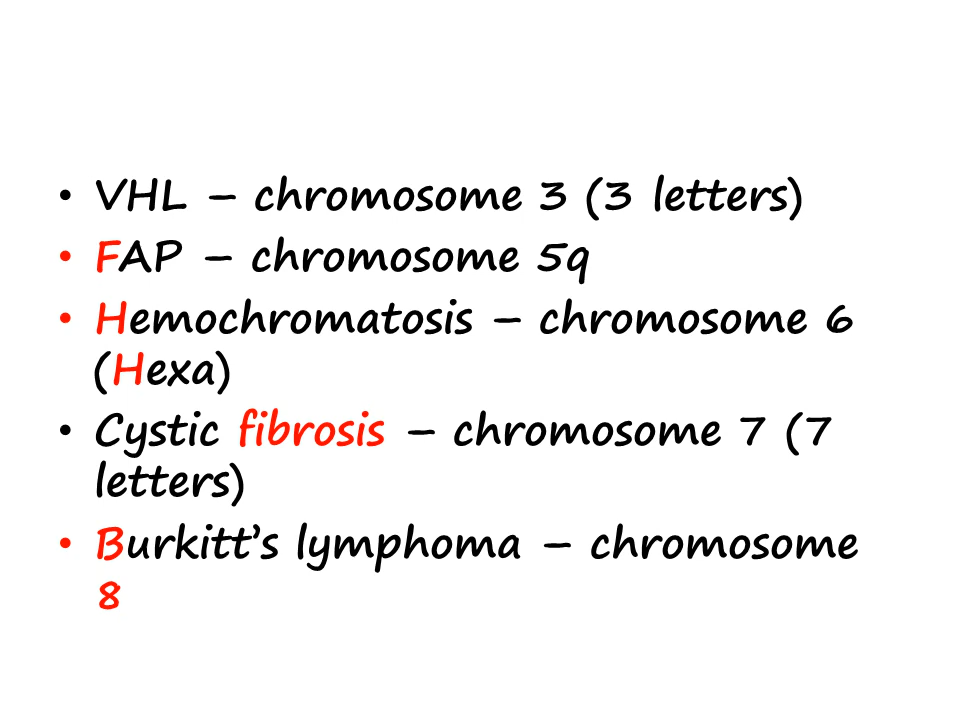 • VHL – chromosome 3 (3 letters)
• FAP – chromosome 5q
• Hemochromatosis – chromosome 6
(Hexa)
• Cystic fibrosis – chromosome 7 (7
letters)
• Burkitt’s lymphoma – chromosome
8